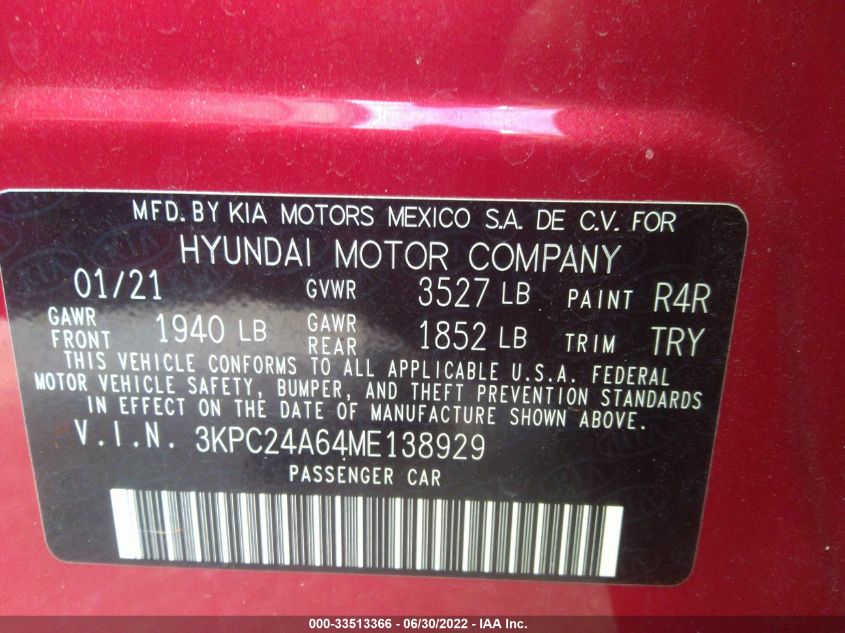 MFD. BY KIA MOTORS MEXICO S.A. DE C.V. FOR
HYUNDAI MOTOR COMPANY
01/21 GVWR 3527 LB PAINT R4R
GAWR FRONT 1940 LB GAWR REAR 1852 LB TRIM TRY
THIS VEHICLE CONFORMS TO ALL APPLICABLE U.S.A. FEDERAL
MOTOR VEHICLE SAFETY, BUMPER, AND THEFT PREVENTION STANDARDS
IN EFFECT ON THE DATE OF MANUFACTURE SHOWN ABOVE.
V.I.N. 3KPC24A64ME138929
PASSENGER CAR
000-33513366 - 06/30/2022 - IAA Inc.